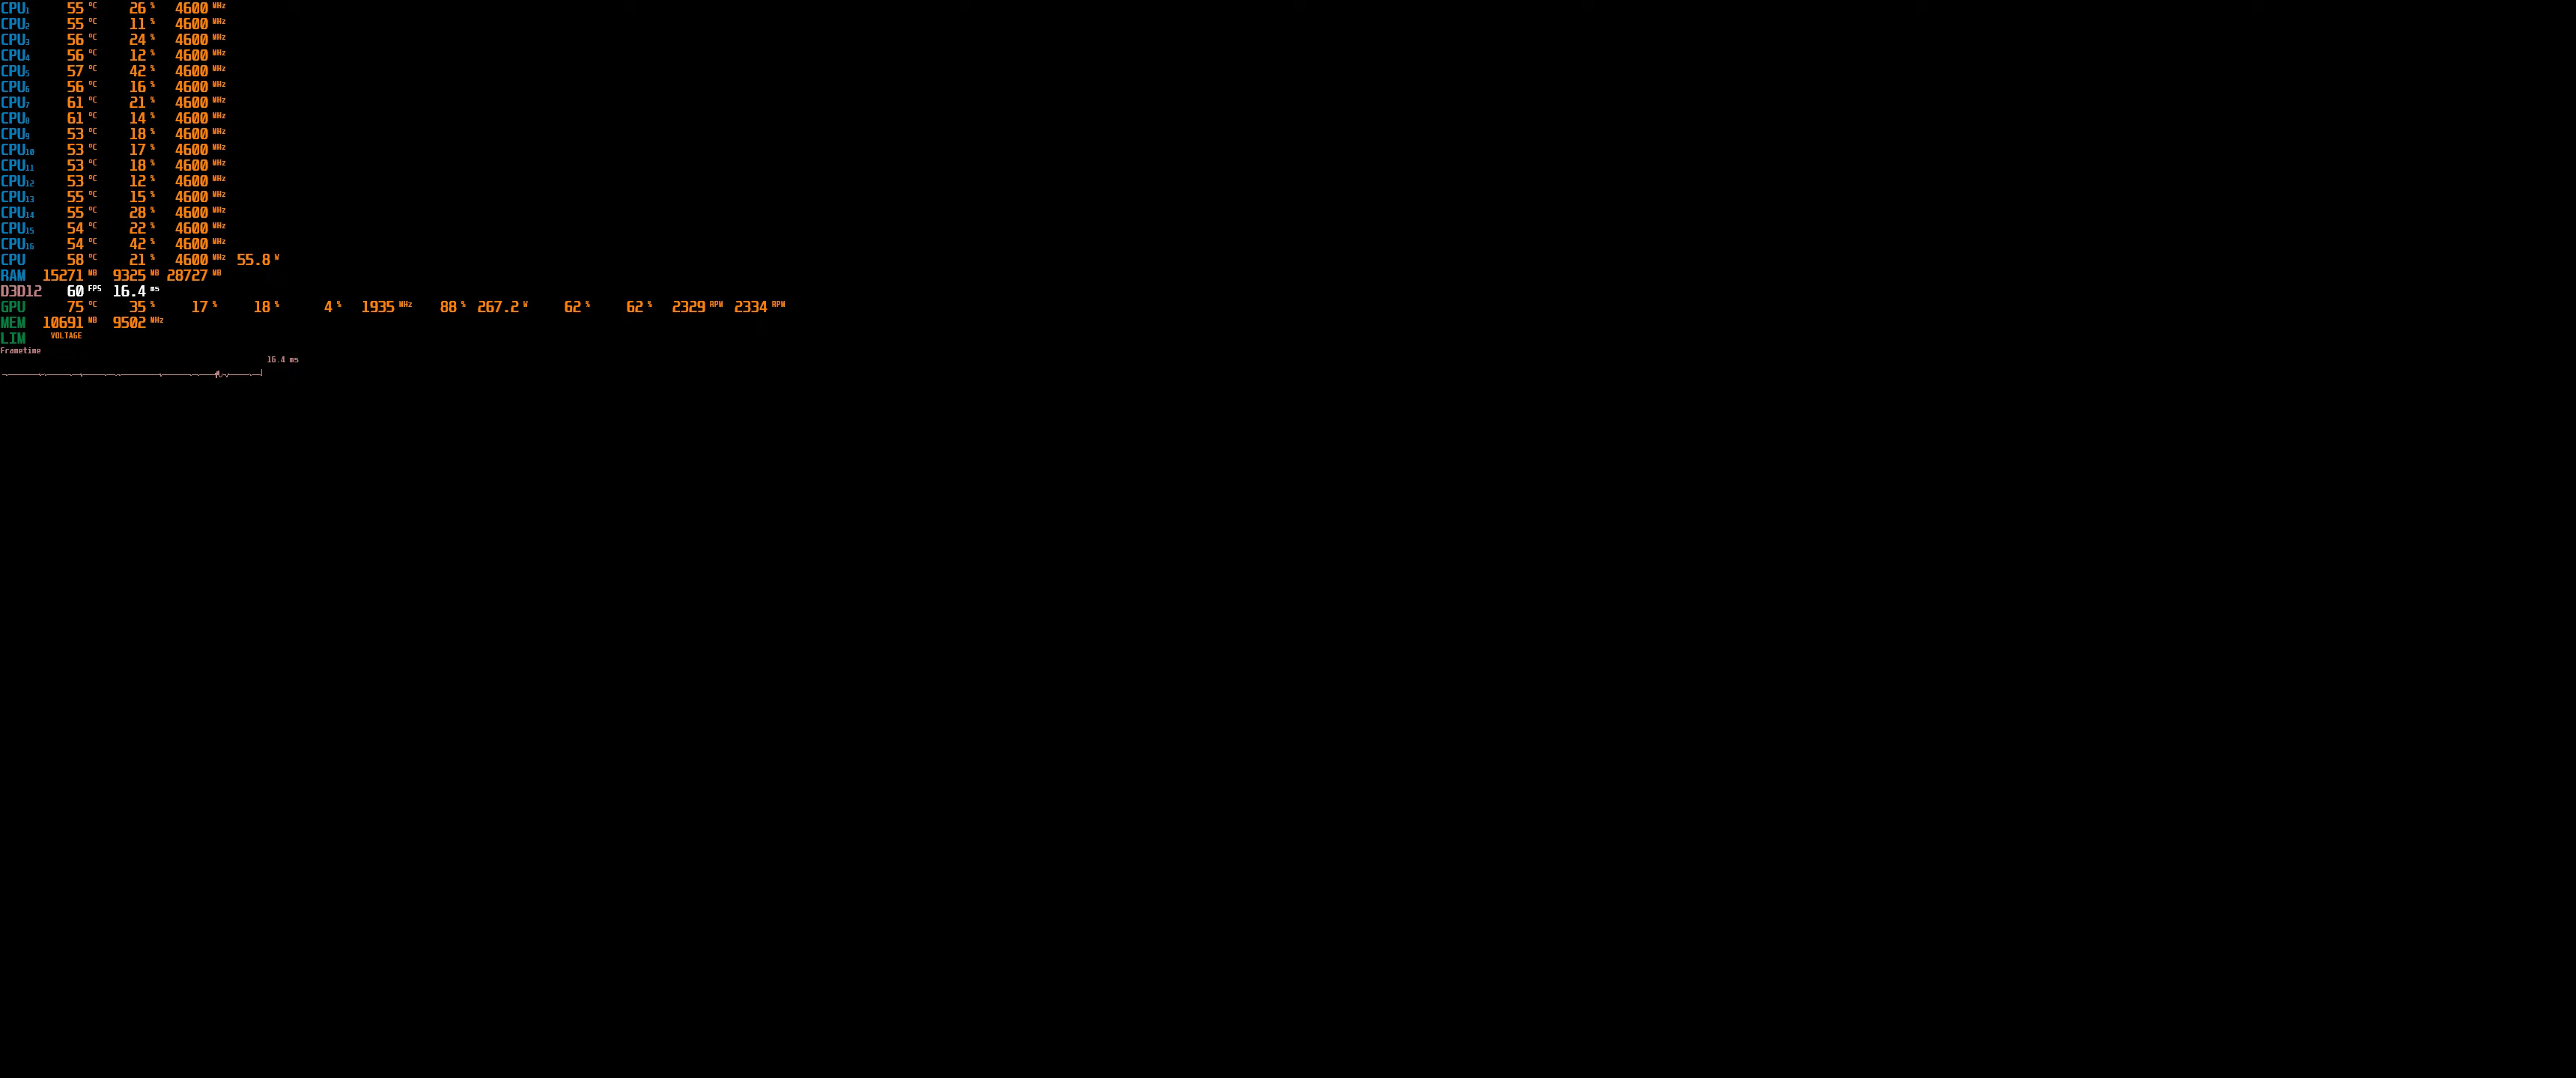 CPU1 55 °C 26 % 4600 MHz
CPU2 55 °C 11 % 4600 MHz
CPU3 56 °C 24 % 4600 MHz
CPU4 56 °C 12 % 4600 MHz
CPU5 57 °C 42 % 4600 MHz
CPU6 56 °C 16 % 4600 MHz
CPU7 61 °C 21 % 4600 MHz
CPU8 61 °C 14 % 4600 MHz
CPU9 53 °C 18 % 4600 MHz
CPU10 53 °C 17 % 4600 MHz
CPU11 53 °C 18 % 4600 MHz
CPU12 53 °C 12 % 4600 MHz
CPU13 55 °C 15 % 4600 MHz
CPU14 55 °C 28 % 4600 MHz
CPU15 54 °C 22 % 4600 MHz
CPU16 54 °C 42 % 4600 MHz
CPU 58 °C 21 % 4600 MHz 55.8 W
RAM 15271 MB 9325 MB 28727 MB
D3D12 60 FPS 16.4 ms
GPU 75 °C 35 % 17 % 18 % 4 % 1935 MHz 88 % 267.2 W 62 % 62 % 2329 RPM 2334 RPM
MEM 10691 MB 9502 MHz
LIM VOLTAGE
Frametime
16.4 ms